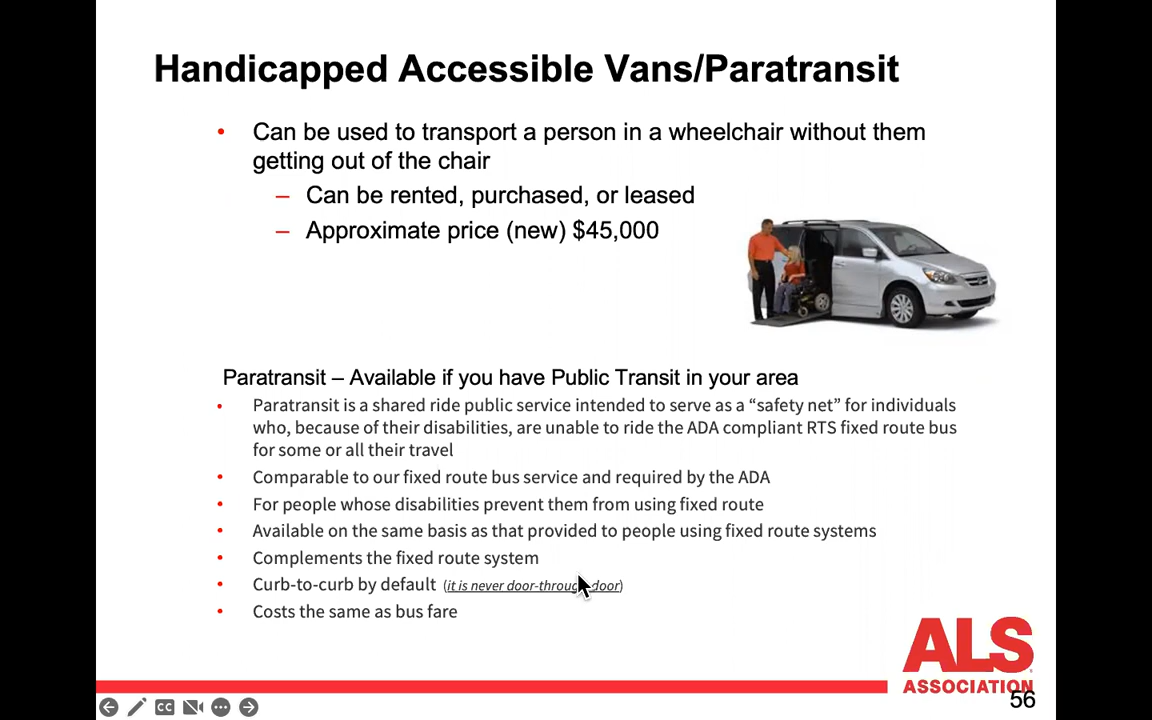 Handicapped Accessible Vans/Paratransit
• Can be used to transport a person in a wheelchair without them
getting out of the chair
– Can be rented, purchased, or leased
– Approximate price (new) $45,000
Paratransit – Available if you have Public Transit in your area
• Paratransit is a shared ride public service intended to serve as a “safety net” for individuals
who, because of their disabilities, are unable to ride the ADA compliant RTS fixed route bus
for some or all their travel
• Comparable to our fixed route bus service and required by the ADA
• For people whose disabilities prevent them from using fixed route
• Available on the same basis as that provided to people using fixed route systems
• Complements the fixed route system
• Curb-to-curb by default (it is never door-through door)
• Costs the same as bus fare
ALS
ASSOCIATION
56
CC